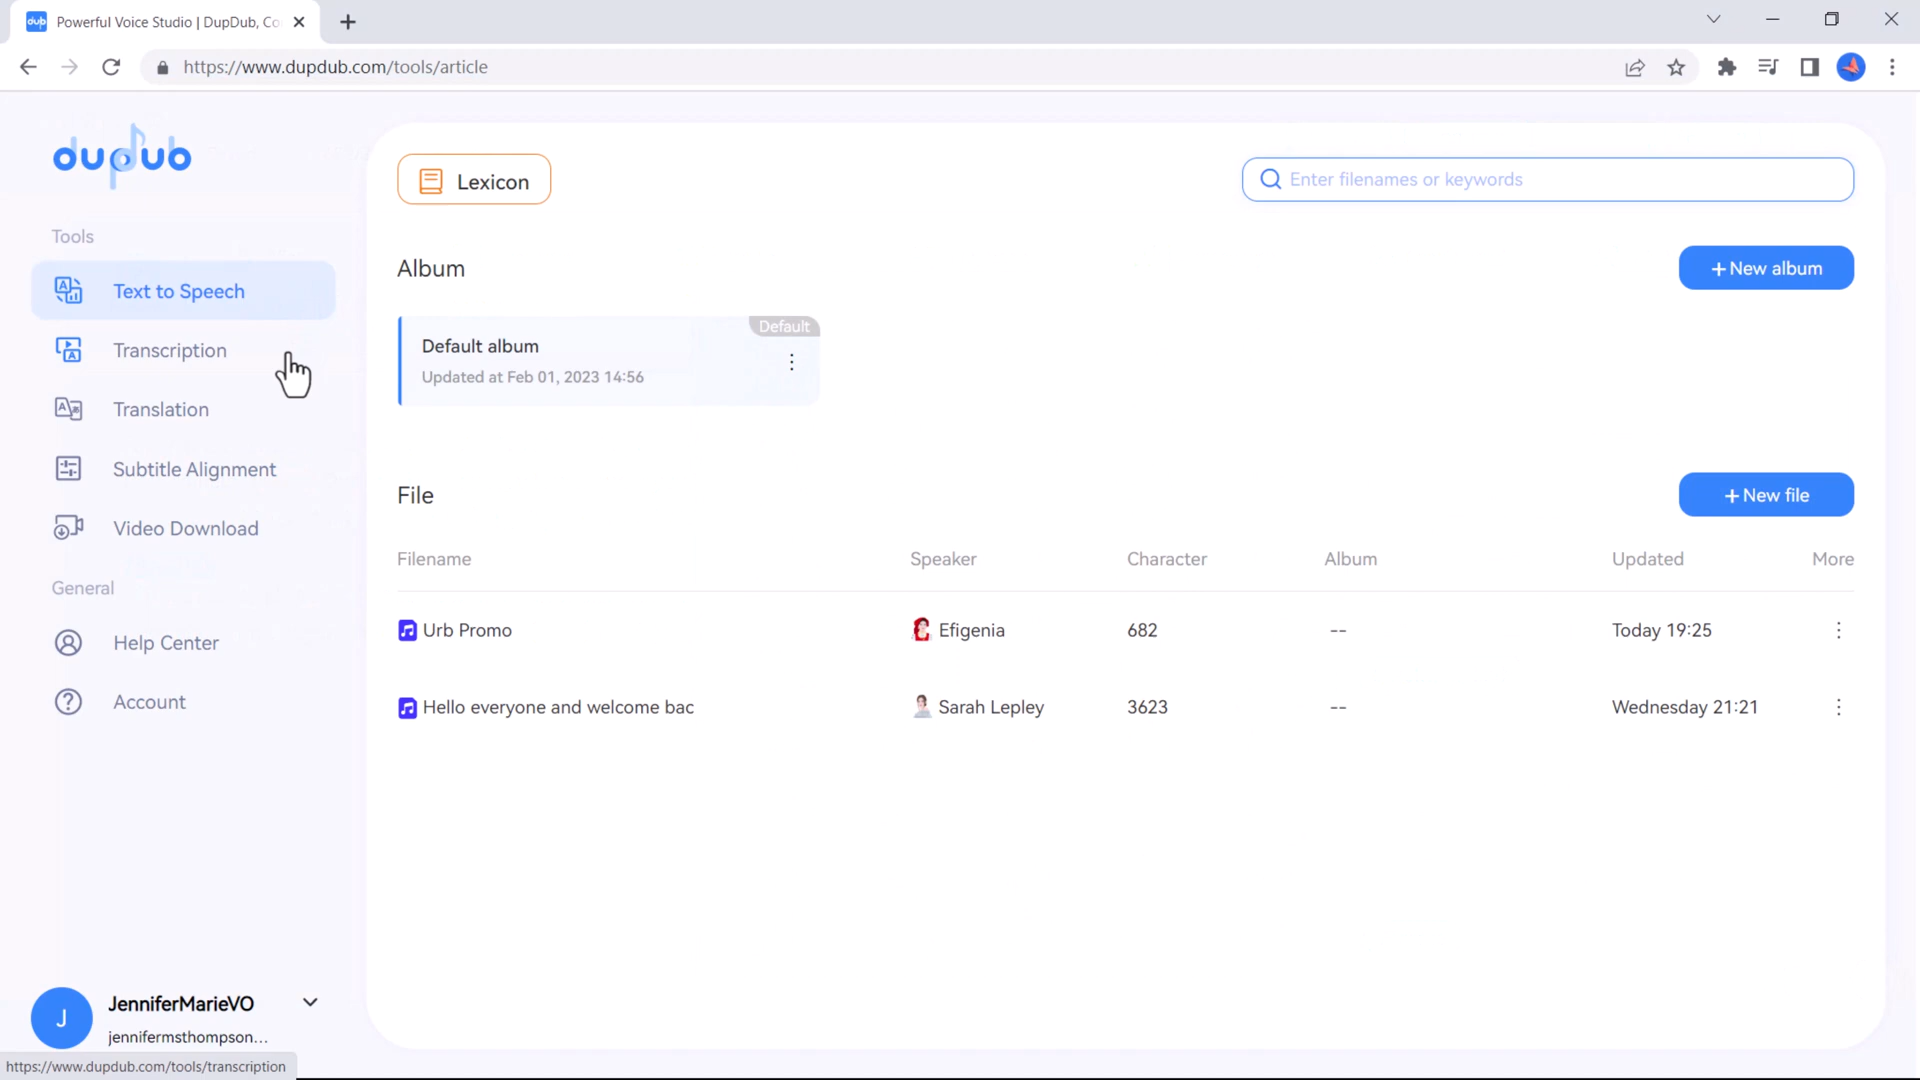 Powerful Voice Studio | DupDub, Co
https://www.dupdub.com/tools/article
dupdub
Tools
Text to Speech
Transcription
Translation
Subtitle Alignment
Video Download
General
Help Center
Account
JenniferMarieVO
J
jennifermsthompson...
https://www.dupdub.com/tools/transcription
Lexicon
Enter filenames or keywords
Album
+ New album
Default
Default album
Updated at Feb 01, 2023 14:56
File
+ New file
Filename Speaker Character Album Updated More
Urb Promo Efigenia 682 -- Today 19:25
Hello everyone and welcome bac Sarah Lepley 3623 -- Wednesday 21:21